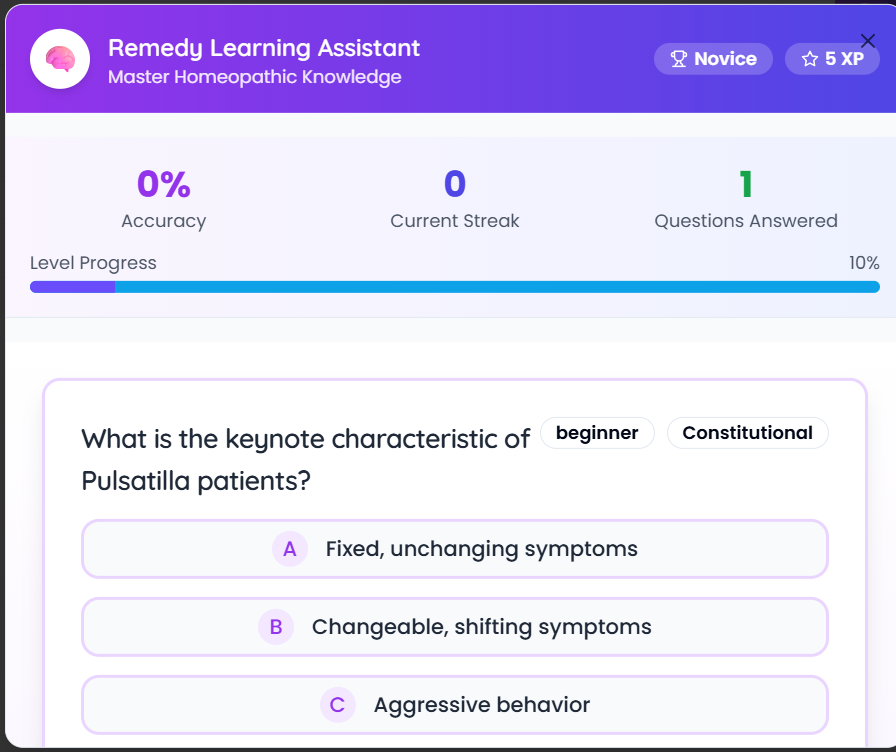 Remedy Learning Assistant
Master Homeopathic Knowledge
Novice
5 XP
0%
Accuracy
0
Current Streak
1
Questions Answered
Level Progress
10%
What is the keynote characteristic of
Pulsatilla patients?
beginner
Constitutional
A Fixed, unchanging symptoms
B Changeable, shifting symptoms
C Aggressive behavior